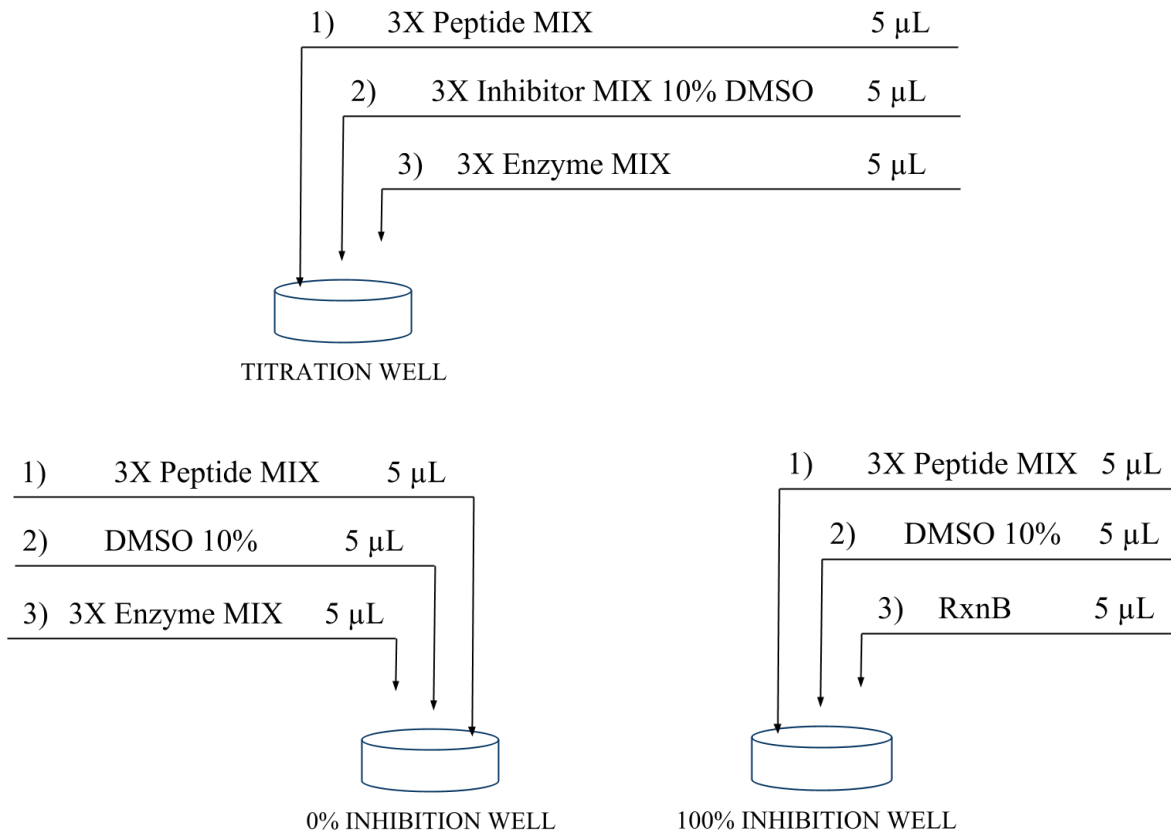 1) 3X Peptide MIX 5 µL
2) 3X Inhibitor MIX 10% DMSO 5 µL
3) 3X Enzyme MIX 5 µL
TITRATION WELL
1) 3X Peptide MIX 5 µL
2) DMSO 10% 5 µL
3) 3X Enzyme MIX 5 µL
0% INHIBITION WELL
1) 3X Peptide MIX 5 µL
2) DMSO 10% 5 µL
3) RxnB 5 µL
100% INHIBITION WELL